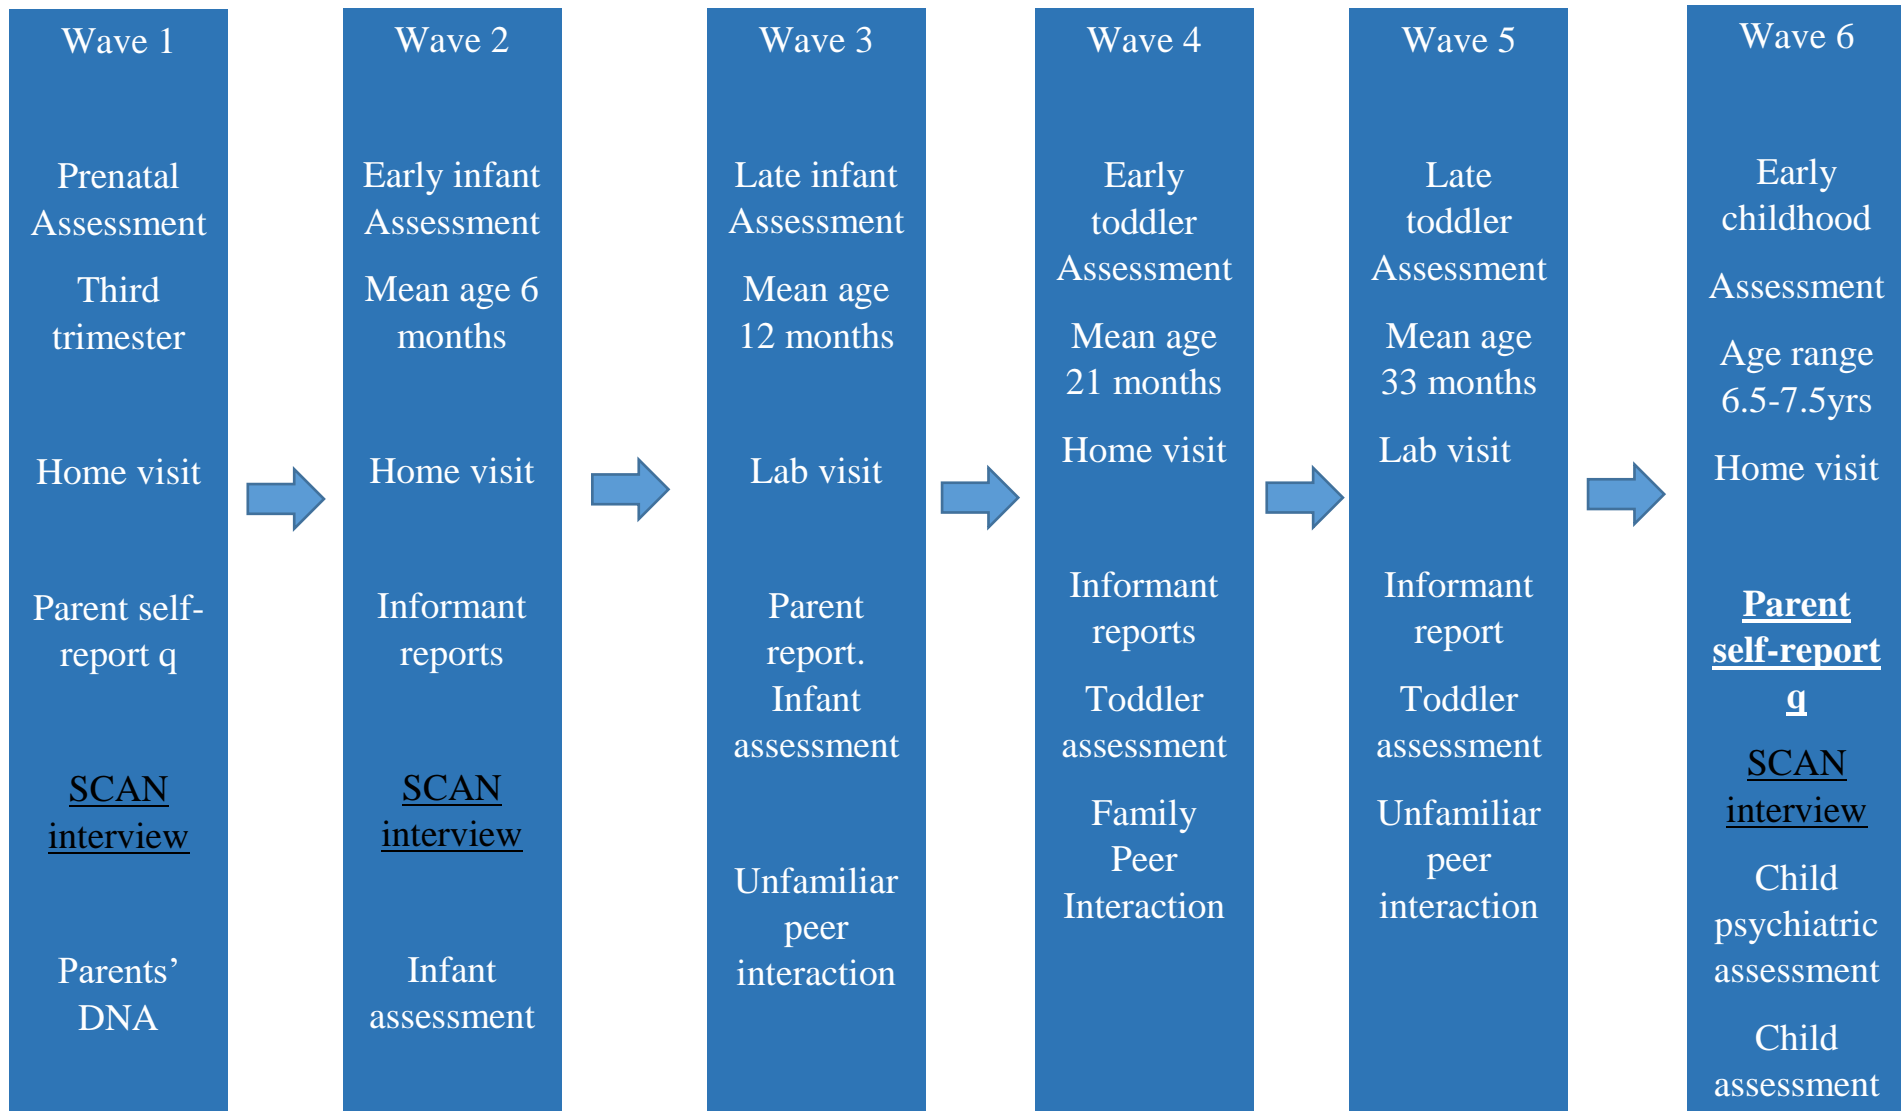 Wave 1
Prenatal
Assessment
Third
trimester
Home visit
Parent self-
report q
SCAN
interview
Parents’
DNA
Wave 2
Early infant
Assessment
Mean age 6
months
Home visit
Informant
reports
SCAN
interview
Infant
assessment
Wave 3
Late infant
Assessment
Mean age
12 months
Lab visit
Parent
report.
Infant
assessment
Unfamiliar
peer
interaction
Wave 4
Early
toddler
Assessment
Mean age
21 months
Home visit
Informant
reports
Toddler
assessment
Family
Peer
Interaction
Wave 5
Late
toddler
Assessment
Mean age
33 months
Lab visit
Informant
report
Toddler
assessment
Unfamiliar
peer
interaction
Wave 6
Early
childhood
Assessment
Age range
6.5-7.5yrs
Home visit
Parent
self-report
q
SCAN
interview
Child
psychiatric
assessment
Child
assessment